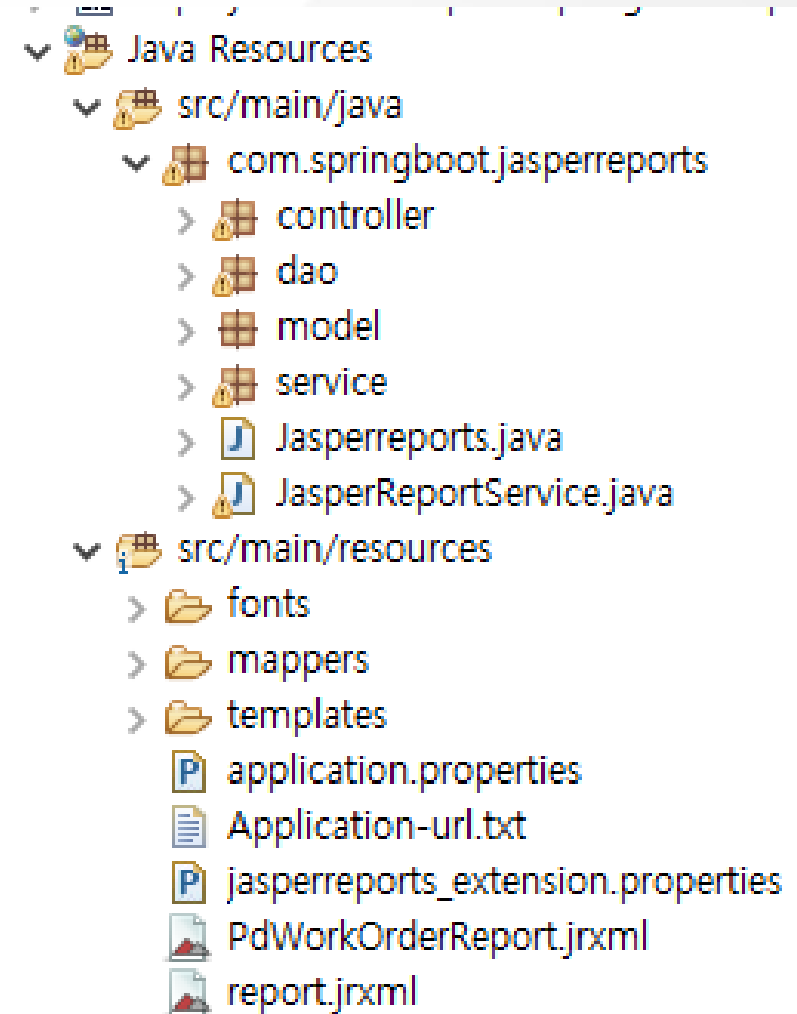 Java Resources
src/main/java
com.springboot.jasperreports
controller
dao
model
service
Jasperreports.java
JasperReportService.java
src/main/resources
fonts
mappers
templates
application.properties
Application-url.txt
jasperreports_extension.properties
PdWorkOrderReport.jrxml
report.jrxml